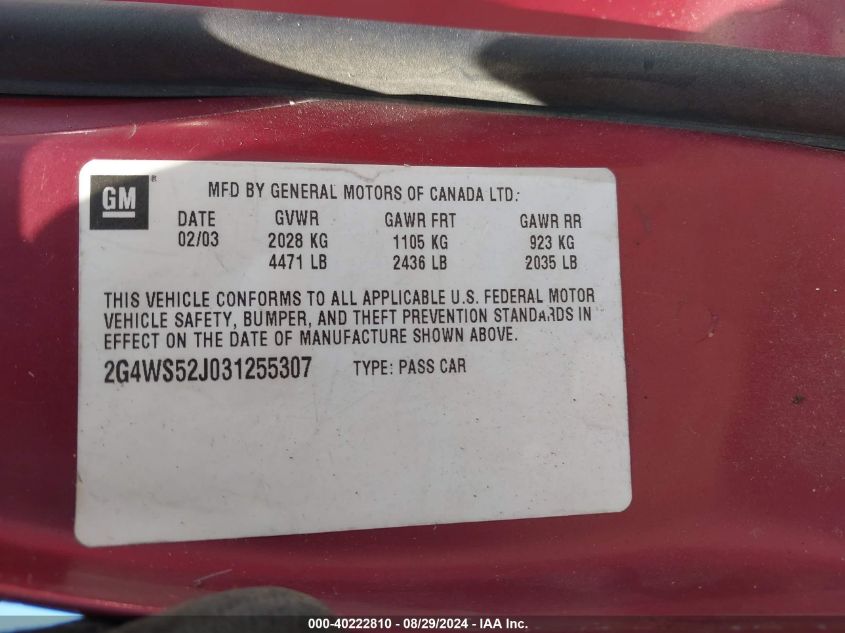 GM ®
MFD BY GENERAL MOTORS OF CANADA LTD.
DATE GVWR GAWR FRT GAWR RR
02/03 2028 KG 1105 KG 923 KG
4471 LB 2436 LB 2035 LB
THIS VEHICLE CONFORMS TO ALL APPLICABLE U.S. FEDERAL MOTOR
VEHICLE SAFETY, BUMPER, AND THEFT PREVENTION STANDARDS IN
EFFECT ON THE DATE OF MANUFACTURE SHOWN ABOVE.
2G4WS52J031255307 TYPE: PASS CAR
000-40222810 - 08/29/2024 - IAA Inc.